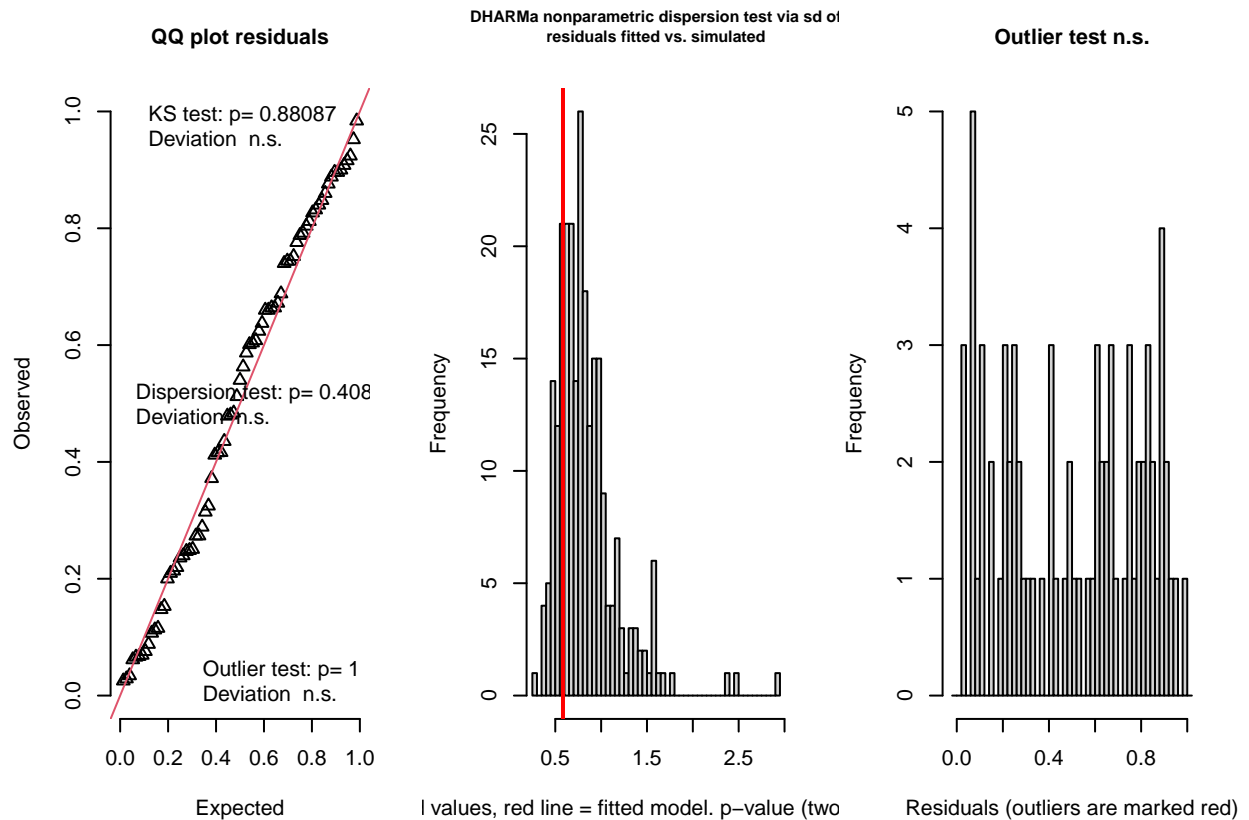 QQ plot residuals
KS test: p= 0.88087
Deviation n.s.
Dispersion test: p= 0.408
Deviation n.s.
Outlier test: p= 1
Deviation n.s.
Observed
0.0 0.2 0.4 0.6 0.8 1.0
0.0 0.2 0.4 0.6 0.8 1.0
Expected
DHARMa nonparametric dispersion test via sd of
residuals fitted vs. simulated
Frequency
0 5 10 15 20 25
0.5 1.5 2.5
values, red line = fitted model. p−value (two
Outlier test n.s.
Frequency
0 1 2 3 4 5
0.0 0.4 0.8
Residuals (outliers are marked red)